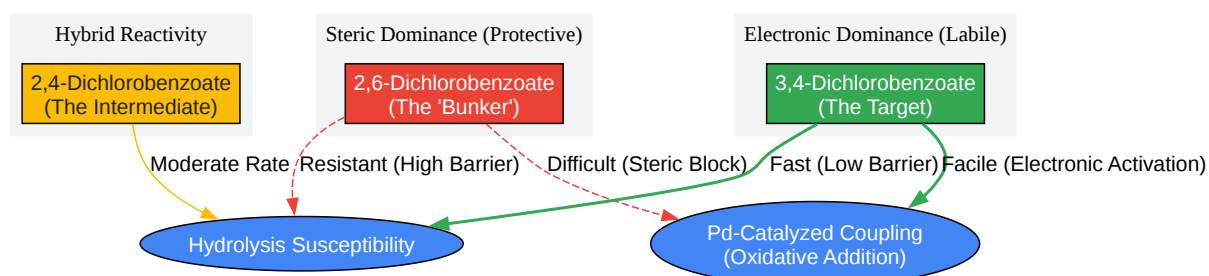 Hybrid Reactivity
Steric Dominance (Protective)
Electronic Dominance (Labile)
2,4-Dichlorobenzoate
(The Intermediate)
2,6-Dichlorobenzoate
(The 'Bunker')
3,4-Dichlorobenzoate
(The Target)
Moderate Rate
Resistant (High Barrier)
Difficult (Steric Block)
Fast (Low Barrier)
Facile (Electronic Activation)
Hydrolysis Susceptibility
Pd-Catalyzed Coupling
(Oxidative Addition)